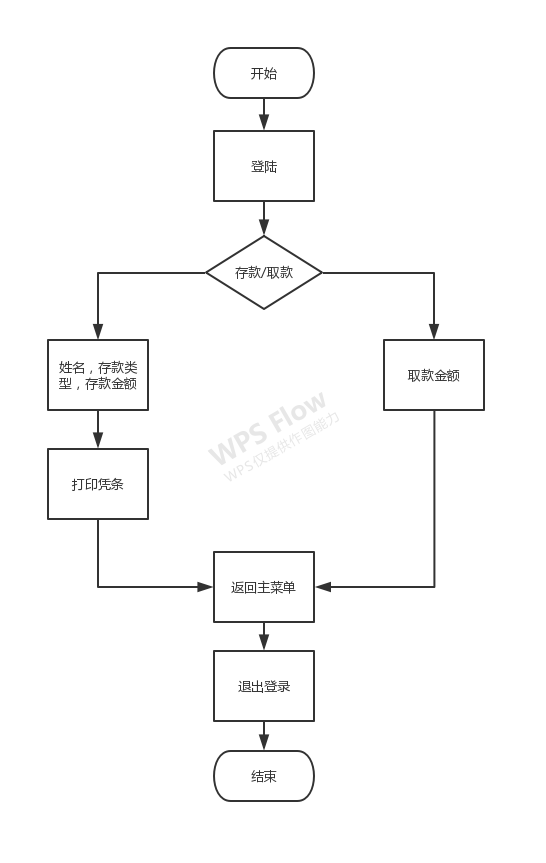 开始
登陆
存款/取款
姓名，存款类
型，存款金额
取款金额
WPS Flow
WPS仅提供作图能力
打印凭条
返回主菜单
退出登录
结束